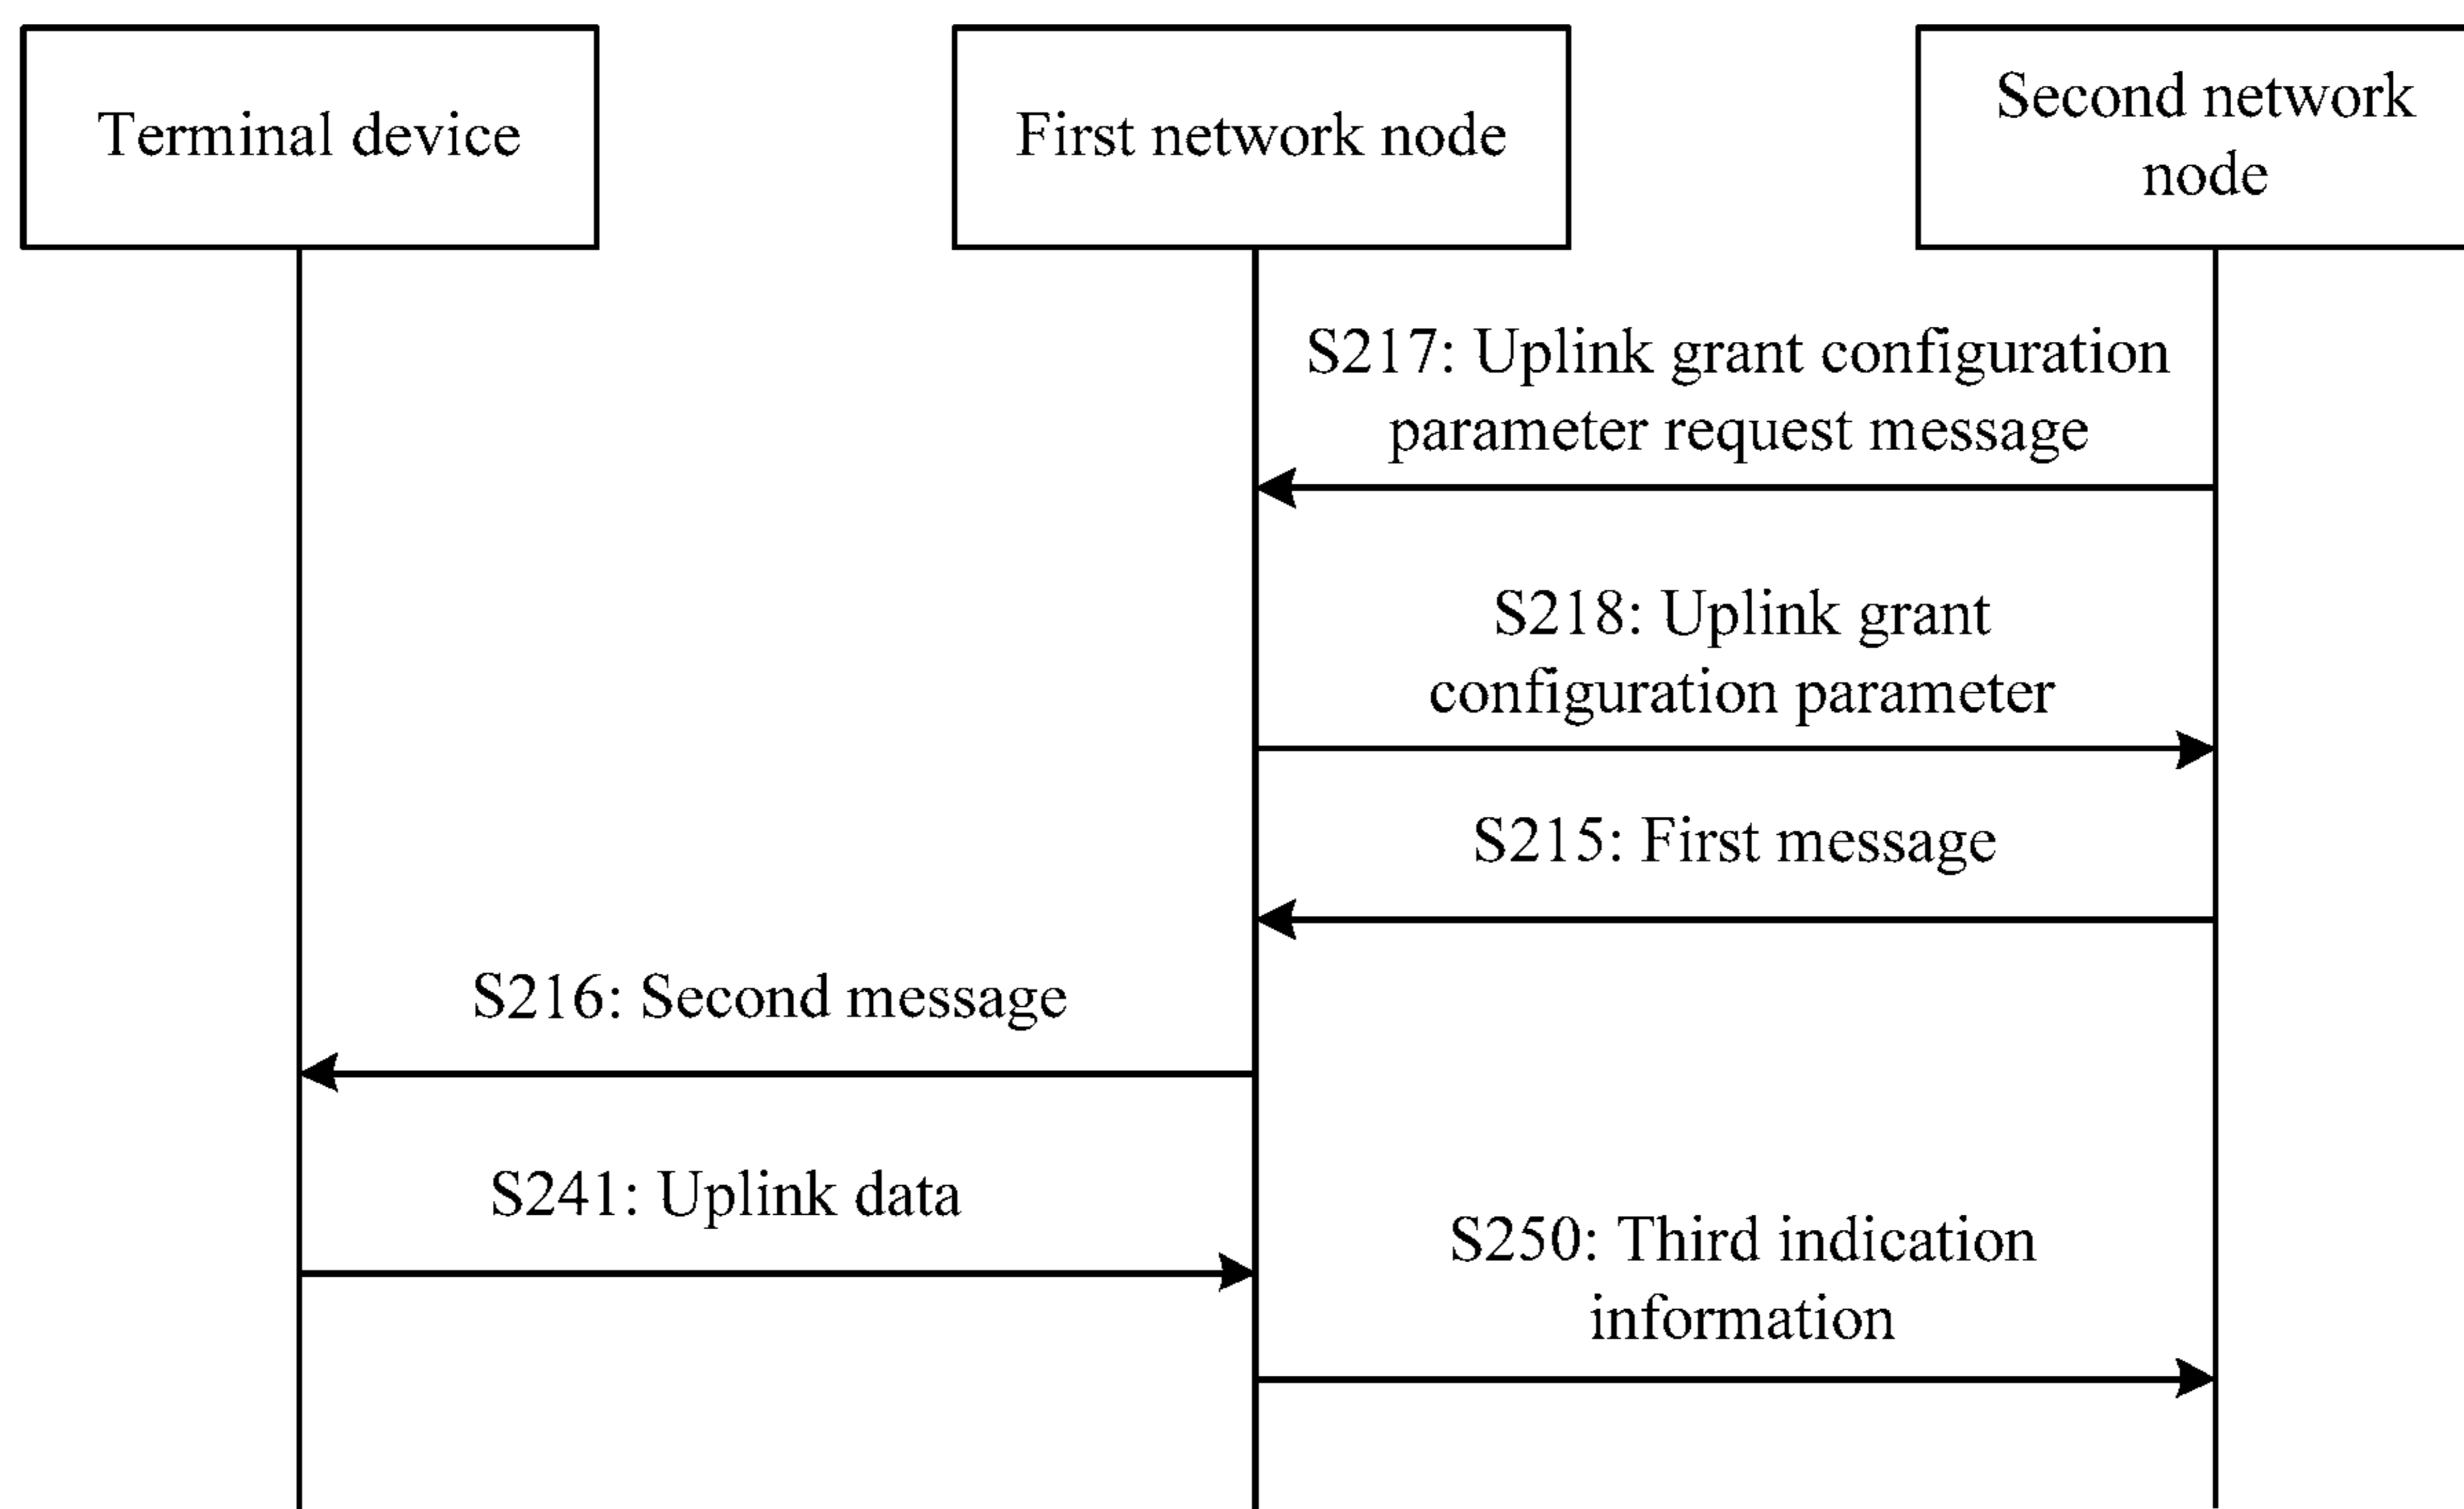 Terminal device
First network node
Second network
node
S217: Uplink grant configuration
parameter request message
S218: Uplink grant
configuration parameter
S215: First message
S216: Second message
S241: Uplink data
S250: Third indication
information